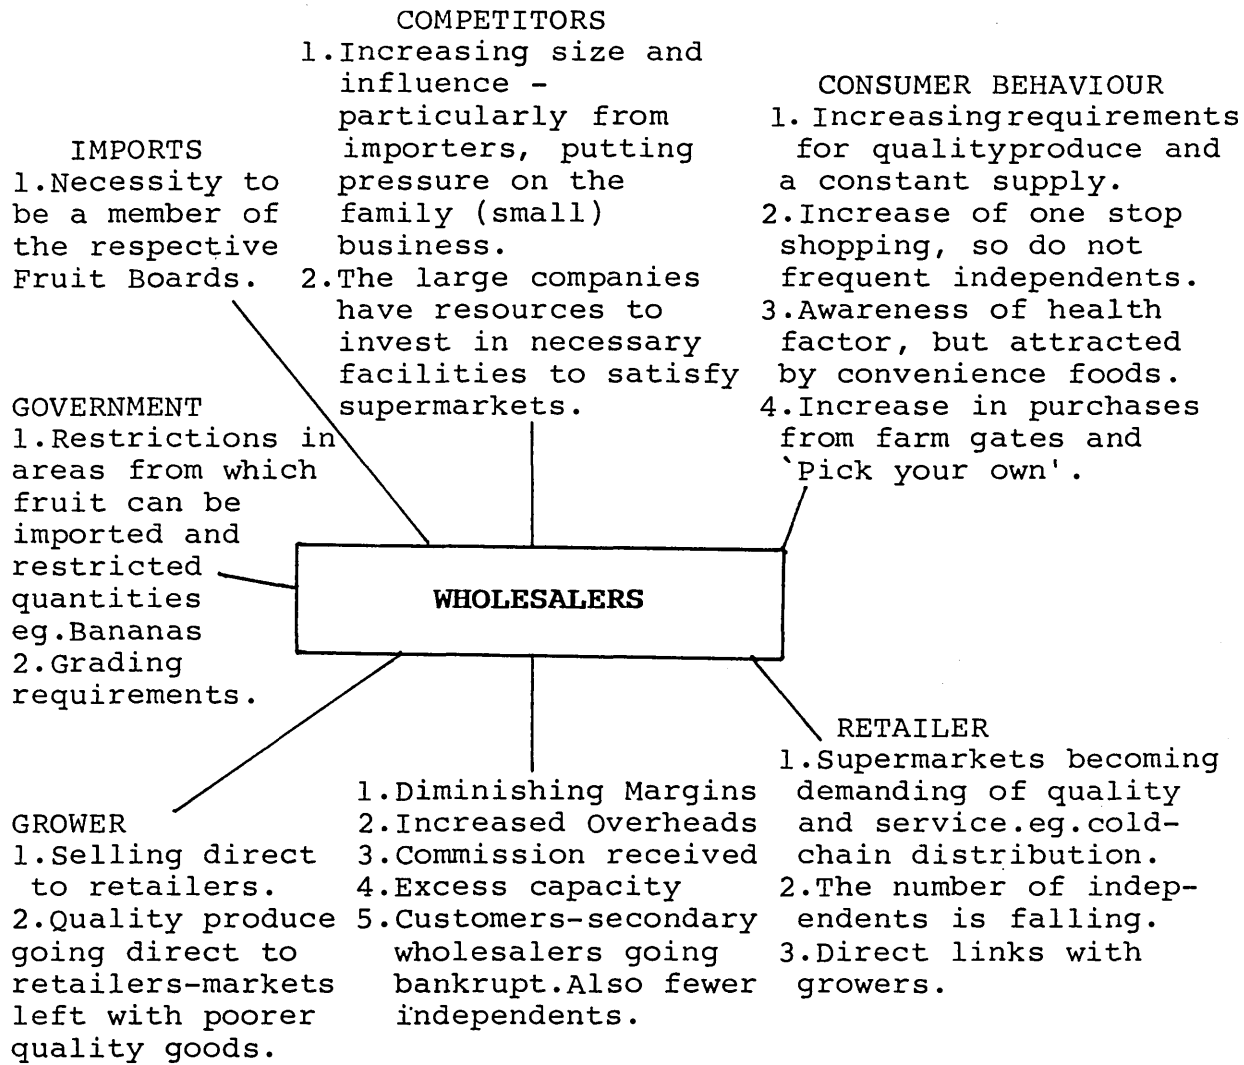 COMPETITORS
1.Increasing size and
influence -
particularly from
importers, putting
pressure on the
family (small)
business.
2.The large companies
have resources to
invest in necessary
facilities to satisfy
supermarkets.
CONSUMER BEHAVIOUR
1. Increasingrequirements
for qualityproduce and
a constant supply.
2.Increase of one stop
shopping, so do not
frequent independents.
3.Awareness of health
factor, but attracted
by convenience foods.
4.Increase in purchases
from farm gates and
`Pick your own'.
IMPORTS
1.Necessity to
be a member of
the respective
Fruit Boards.
GOVERNMENT
1.Restrictions in
areas from which
fruit can be
imported and
restricted
quantities
eg.Bananas
2.Grading
requirements.
WHOLESALERS
GROWER
1.Selling direct
to retailers.
2.Quality produce
going direct to
retailers-markets
left with poorer
quality goods.
1.Diminishing Margins
2.Increased Overheads
3.Commission received
4.Excess capacity
5.Customers-secondary
wholesalers going
bankrupt.Also fewer
independents.
RETAILER
1.Supermarkets becoming
demanding of quality
and service.eg.cold-
chain distribution.
2.The number of indep-
endents is falling.
3.Direct links with
growers.